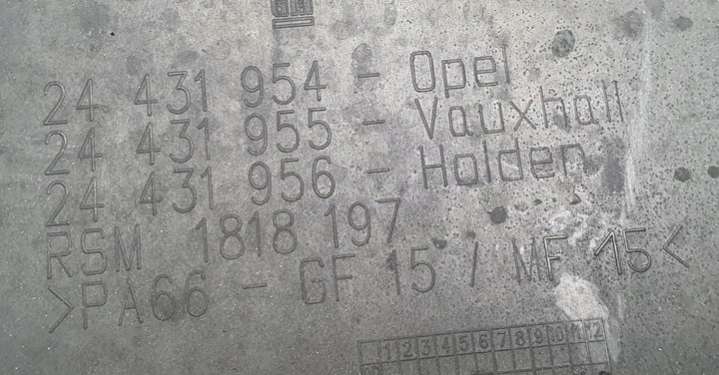 GM
24 431 954 - Opel
24 431 955 - Vauxhall
24 431 956 - Holden
RSM 1818 197
>PA66 - GF 15 / MF 15<
1 2 3 4 5 6 7 8 9 10 11 12